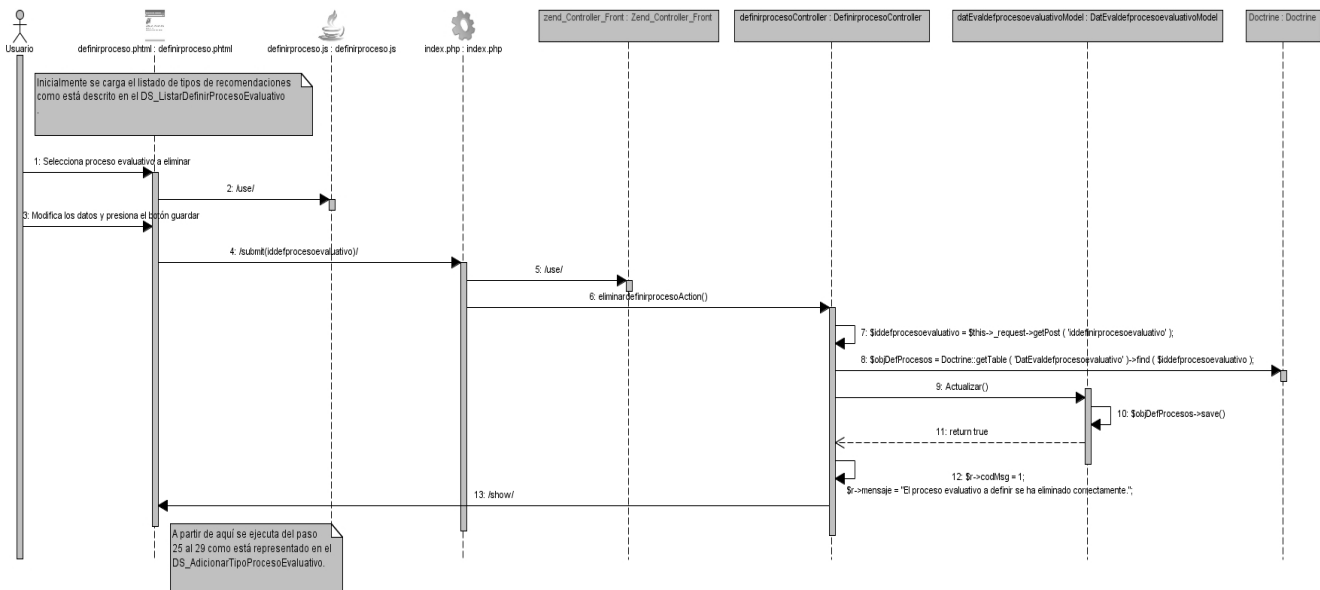 zend_Controller_Front : Zend_Controller_Front
definirprocesoController : DefinirprocesoController
datEvaldefprocesoevaluativoModel : DatEvaldefprocesoevaluativoModel
Doctrine : Doctrine
Usuario
definirproceso.phtml : definirproceso.phtml
definirproceso.js : definirproceso.js
index.php : index.php
Inicialmente se carga el listado de tipos de recomendaciones
como está descrito en el DS_ListarDefinirProcesoEvaluativo
.
1: Selecciona proceso evaluativo a eliminar
2: /use/
3: Modifica los datos y presiona el botón guardar
4: /submit(iddefprocesoevaluativo)/
5: /use/
6: eliminardefinirprocesoAction()
7: $iddefprocesoevaluativo = $this->_request->getPost ( 'iddefinirprocesoevaluativo' );
8: $objDefProcesos = Doctrine::getTable ( 'DatEvaldefprocesoevaluativo' )->find ( $iddefprocesoevaluativo );
9: Actualizar()
10: $objDefProcesos->save()
11: return true
12: $r->codMsg = 1;
$r->mensaje = "El proceso evaluativo a definir se ha eliminado correctamente.";
13: /show/
A partir de aquí se ejecuta del paso
25 al 29 como está representado en el
DS_AdicionarTipoProcesoEvaluativo.